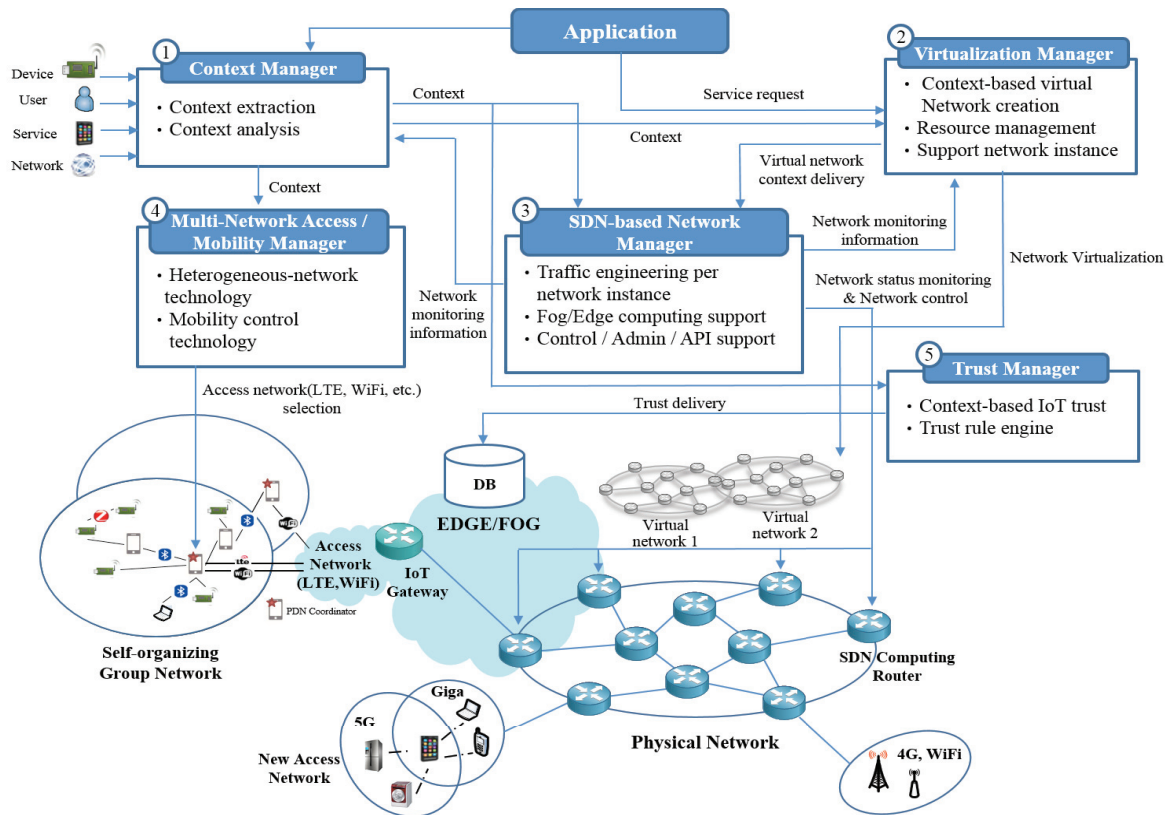 Application
1
Context Manager
Device
User
Service
Network
· Context extraction
· Context analysis
Context
Service request
Context
2
Virtualization Manager
· Context-based virtual
Network creation
· Resource management
· Support network instance
Context
Virtual network
context delivery
4
Multi-Network Access /
Mobility Manager
· Heterogeneous-network
technology
· Mobility control
technology
Network
monitoring
information
3
SDN-based Network
Manager
· Traffic engineering per
network instance
· Fog/Edge computing support
· Control / Admin / API support
Network monitoring
information
Network Virtualization
Network status monitoring
& Network control
5
Trust Manager
· Context-based IoT trust
· Trust rule engine
Access network(LTE, WiFi, etc.)
selection
Trust delivery
DB
EDGE/FOG
Virtual
network 1
Virtual
network 2
WiFi
lte
WiFi
Access
Network
(LTE,WiFi)
IoT
Gateway
PDN Coordinator
Self-organizing
Group Network
SDN Computing
Router
Giga
5G
New Access
Network
Physical Network
4G, WiFi